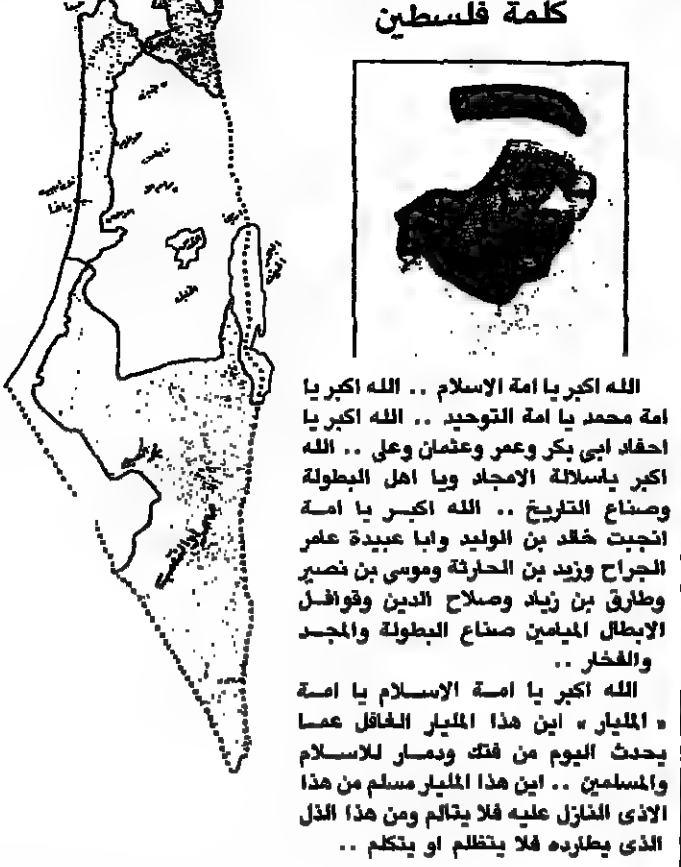 كلمة فلسطين
يافا
الله اكبر يا امة الاسلام .. الله اكبر يا
امة محمد يا امة التوحيد .. الله اكبر يا
احفاد ابى بكر وعمر وعثمان وعلى .. الله
اكبر ياسلالة الامجاد ويا اهل البطولة
وصناع التاريخ .. الله اكبر يا امة
انجبت خالد بن الوليد وابا عبيدة عامر
الجراح وزيد بن الحارثة وموسى بن نصير
وطارق بن زياد وصلاح الدين وقوافل
الابطال الميامين صناع البطولة والمجد
والفخار ..
الله اكبر يا امة الاسلام يا امة
« المليار » اين هذا المليار الغافل عما
يحدث اليوم من فتك ودمار للاسلام
والمسلمين .. اين هذا المليار مسلم من هذا
الاذى النازل عليه فلا يتالم ومن هذا الذل
الذى يطارده فلا يتظلم او يتكلم ..